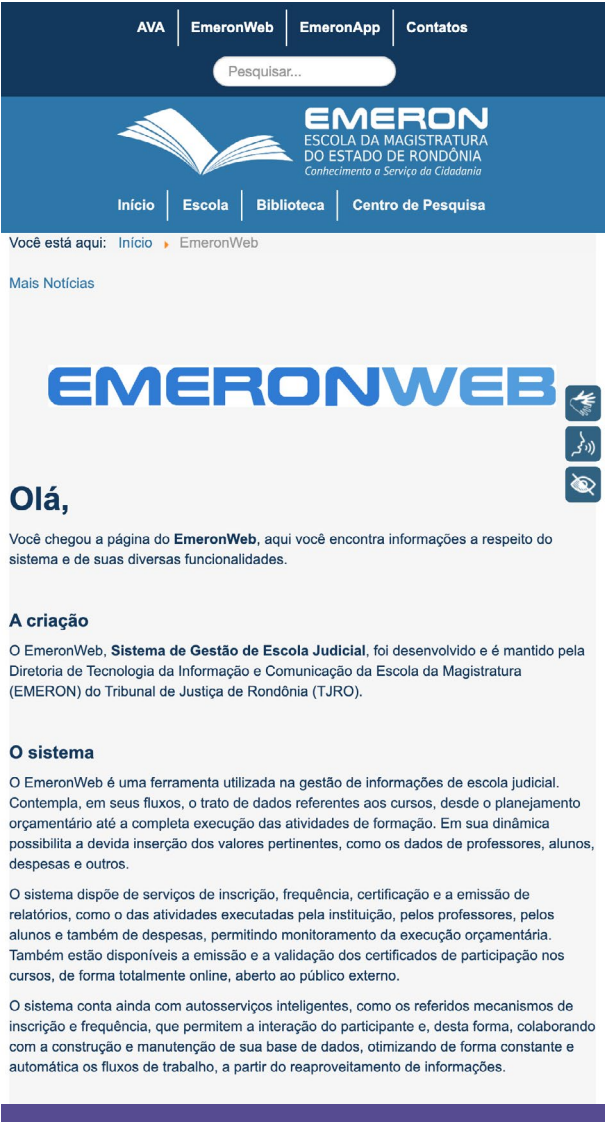 AVA EmeronWeb EmeronApp Contatos
Pesquisar...
EMERON
ESCOLA DA MAGISTRATURA
DO ESTADO DE RONDÔNIA
Conhecimento a Serviço da Cidadania
Início Escola Biblioteca Centro de Pesquisa
Você está aqui: Início EmeronWeb
Mais Notícias
EMERONWEB
Olá,
Você chegou a página do EmeronWeb, aqui você encontra informações a respeito do
sistema e de suas diversas funcionalidades.
A criação
O EmeronWeb, Sistema de Gestão de Escola Judicial, foi desenvolvido e é mantido pela
Diretoria de Tecnologia da Informação e Comunicação da Escola da Magistratura
(EMERON) do Tribunal de Justiça de Rondônia (TJRO).
O sistema
O EmeronWeb é uma ferramenta utilizada na gestão de informações de escola judicial.
Contempla, em seus fluxos, o trato de dados referentes aos cursos, desde o planejamento
orçamentário até a completa execução das atividades de formação. Em sua dinâmica
possibilita a devida inserção dos valores pertinentes, como os dados de professores, alunos,
despesas e outros.
O sistema dispõe de serviços de inscrição, frequência, certificação e a emissão de
relatórios, como o das atividades executadas pela instituição, pelos professores, pelos
alunos e também de despesas, permitindo monitoramento da execução orçamentária.
Também estão disponíveis a emissão e a validação dos certificados de participação nos
cursos, de forma totalmente online, aberto ao público externo.
O sistema conta ainda com autosserviços inteligentes, como os referidos mecanismos de
inscrição e frequência, que permitem a interação do participante e, desta forma, colaborando
com a construção e manutenção de sua base de dados, otimizando de forma constante e
automática os fluxos de trabalho, a partir do reaproveitamento de informações.